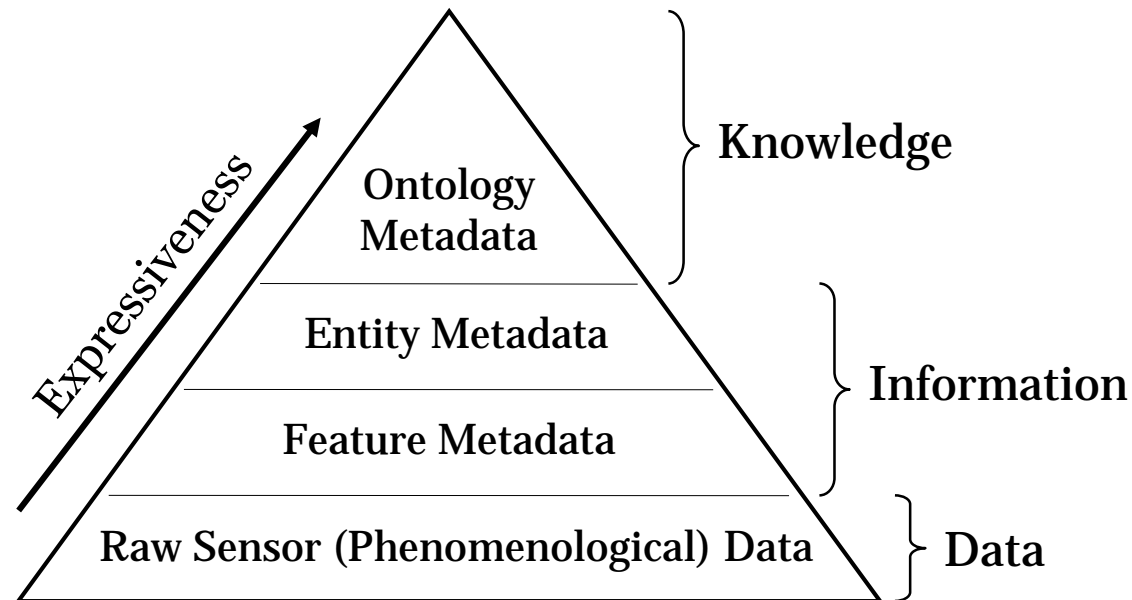 Expressiveness
Ontology
Metadata
Knowledge
Entity Metadata
Information
Feature Metadata
Raw Sensor (Phenomenological) Data
Data